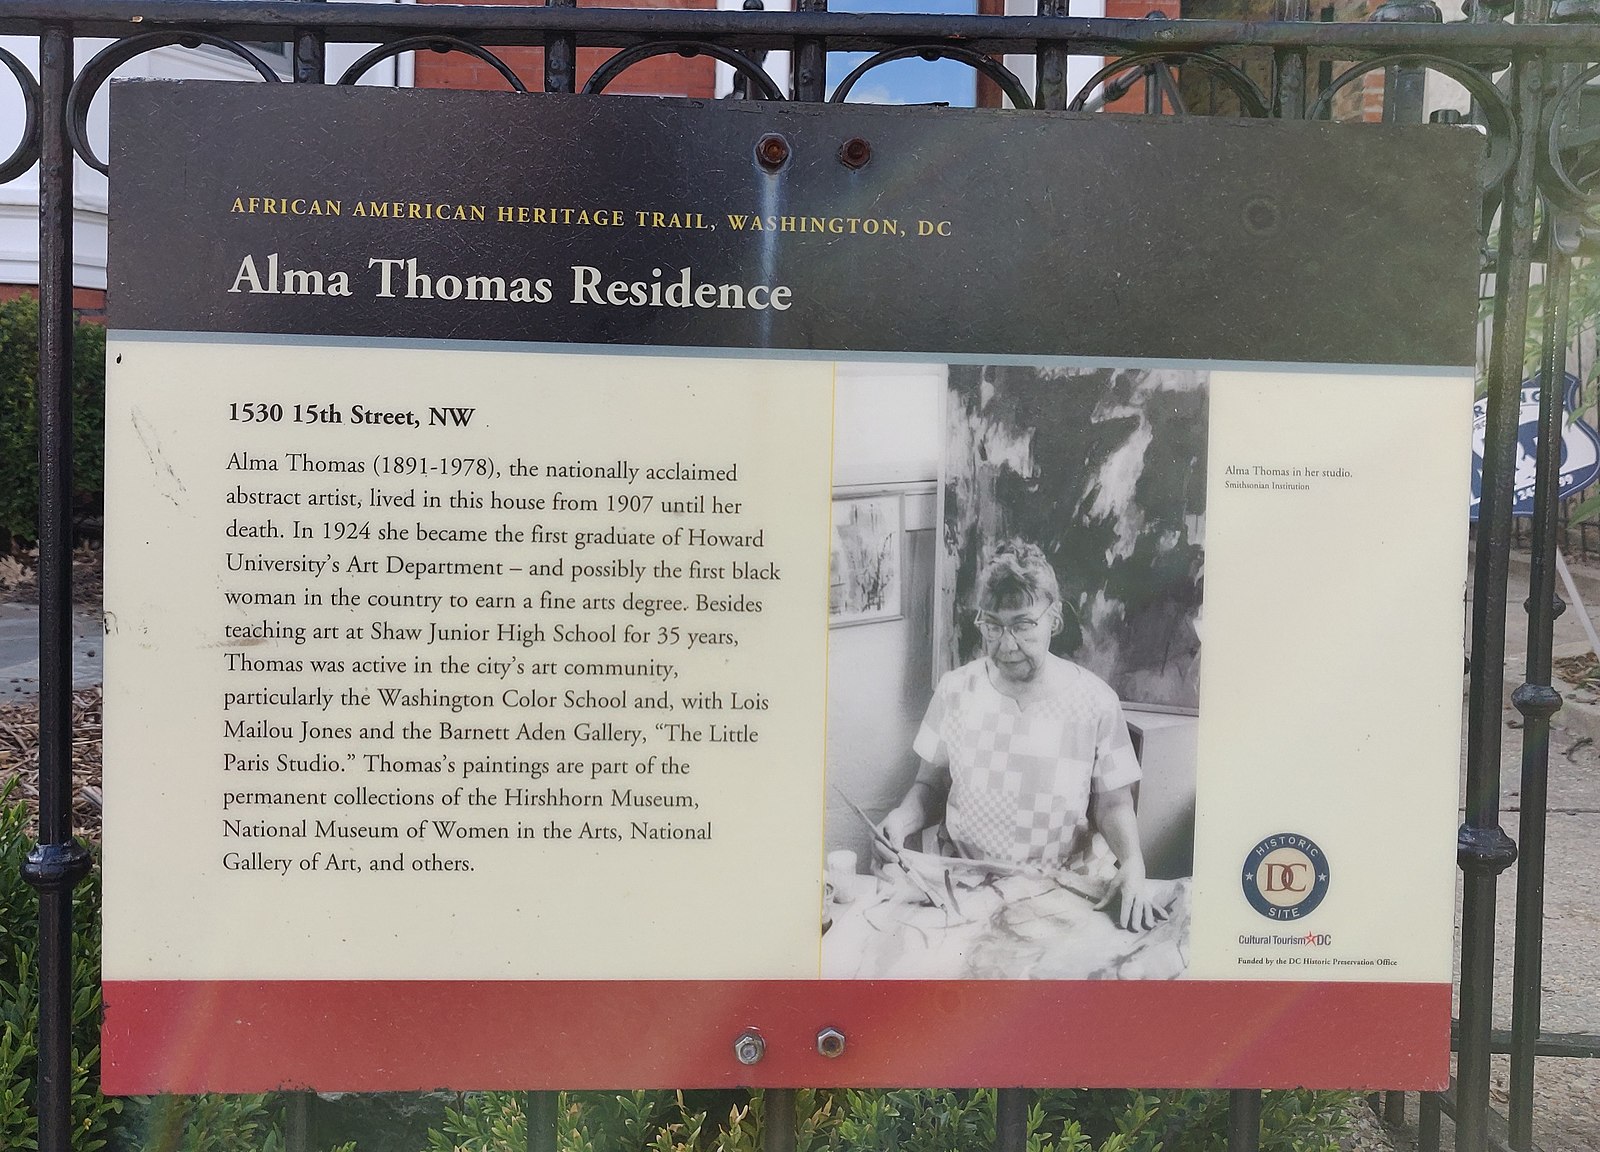 AFRICAN AMERICAN HERITAGE TRAIL, WASHINGTON, DC
Alma Thomas Residence
1530 15th Street, NW
Alma Thomas (1891-1978), the nationally acclaimed
abstract artist, lived in this house from 1907 until her
death. In 1924 she became the first graduate of Howard
University's Art Department – and possibly the first black
woman in the country to earn a fine arts degree. Besides
teaching art at Shaw Junior High School for 35 years,
Thomas was active in the city's art community,
particularly the Washington Color School and, with Lois
Mailou Jones and the Barnett Aden Gallery, “The Little
Paris Studio.” Thomas's paintings are part of the
permanent collections of the Hirshhorn Museum,
National Museum of Women in the Arts, National
Gallery of Art, and others.
Alma Thomas in her studio.
Smithsonian Institution
HISTORIC
DC
SITE
Cultural Tourism DC
Funded by the DC Historic Preservation Office